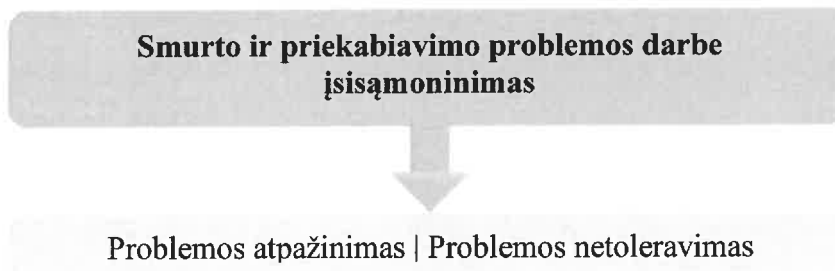 Smurto ir priekabiavimo problemos darbe
įsisąmoninimas
Problemos atpažinimas | Problemos netoleravimas